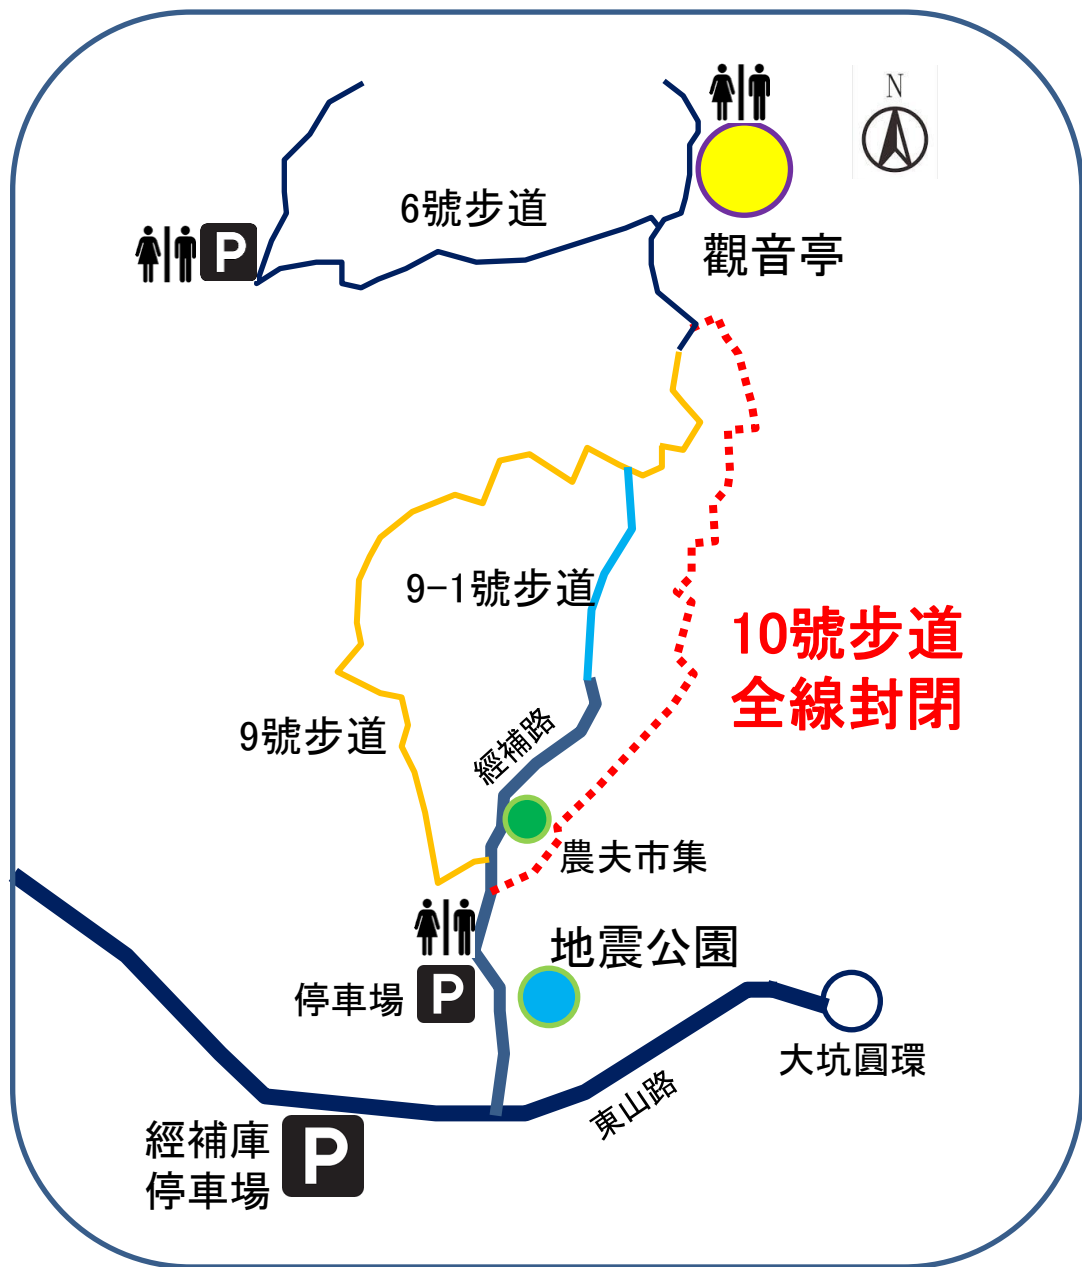 N
6號步道
P
觀音亭
9-1號步道
10號步道
全線封閉
9號步道
經補路
農夫市集
地震公園
停車場 P
大坑圓環
東山路
經補庫
停車場
P